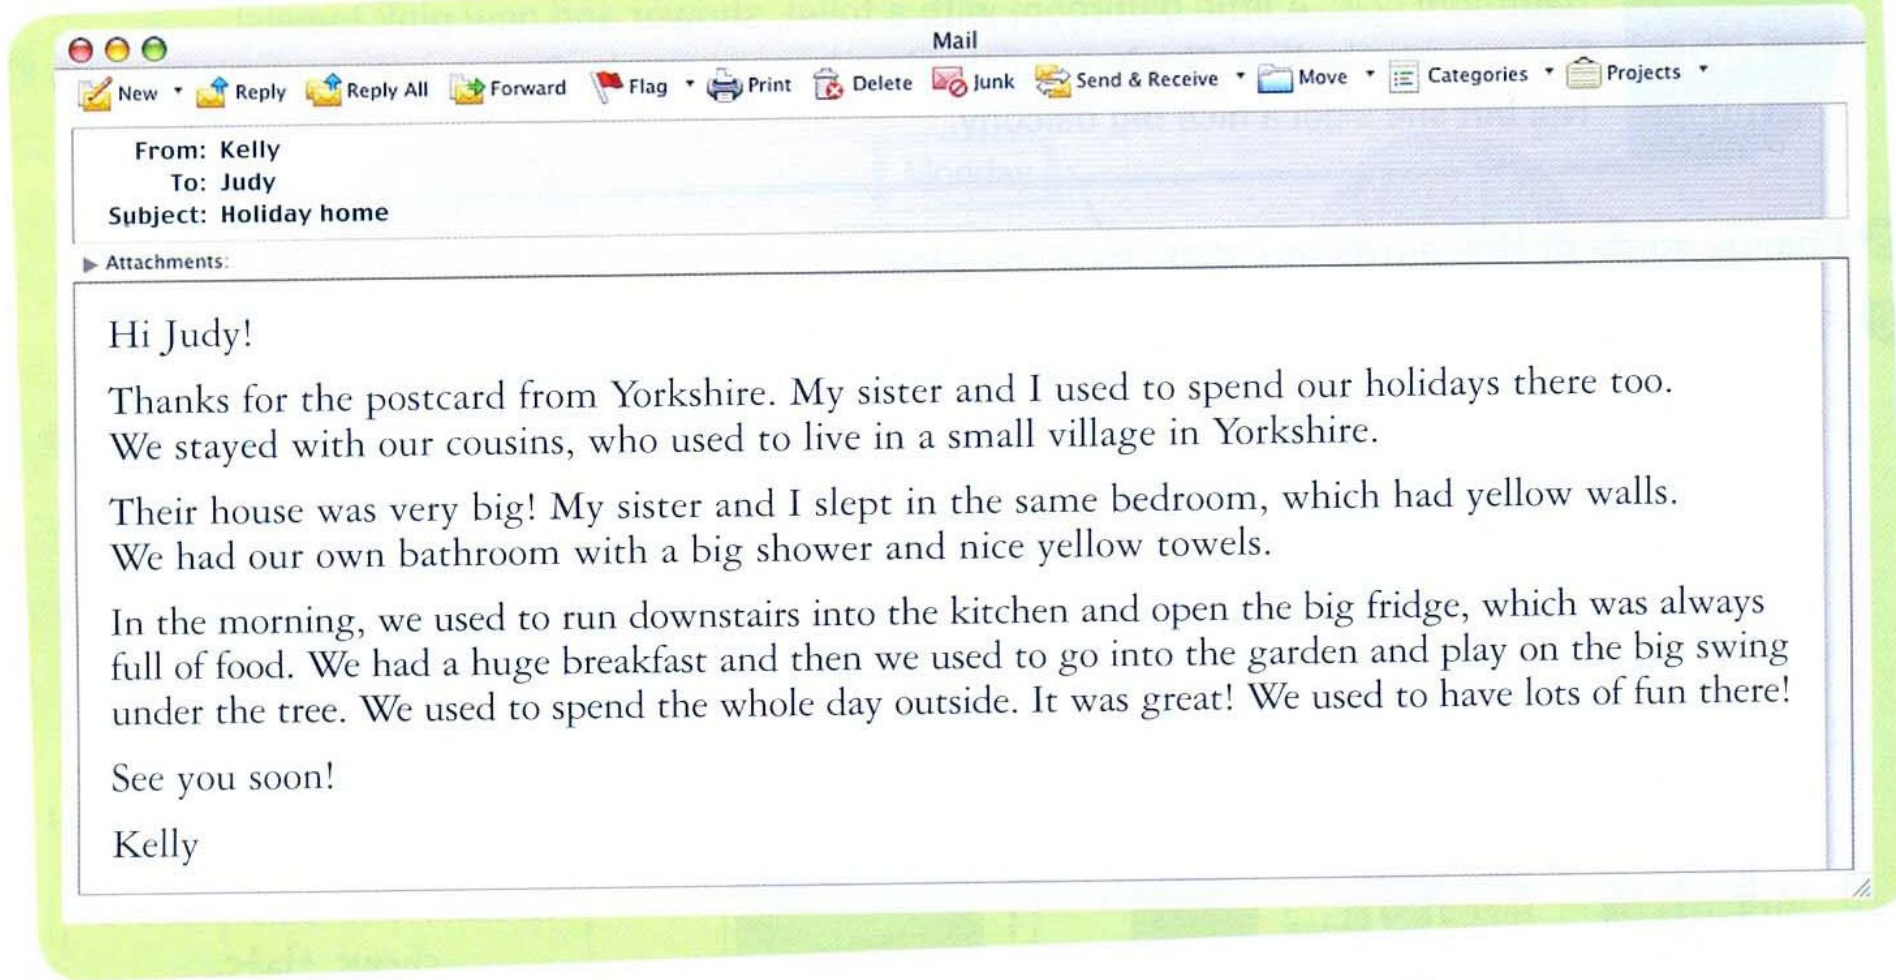 Mail
New Reply Reply All Forward Flag Print Delete Junk Send & Receive Move Categories Projects
From: Kelly
To: Judy
Subject: Holiday home
Attachments:
Hi Judy!
Thanks for the postcard from Yorkshire. My sister and I used to spend our holidays there too.
We stayed with our cousins, who used to live in a small village in Yorkshire.
Their house was very big! My sister and I slept in the same bedroom, which had yellow walls.
We had our own bathroom with a big shower and nice yellow towels.
In the morning, we used to run downstairs into the kitchen and open the big fridge, which was always
full of food. We had a huge breakfast and then we used to go into the garden and play on the big swing
under the tree. We used to spend the whole day outside. It was great! We used to have lots of fun there!
See you soon!
Kelly